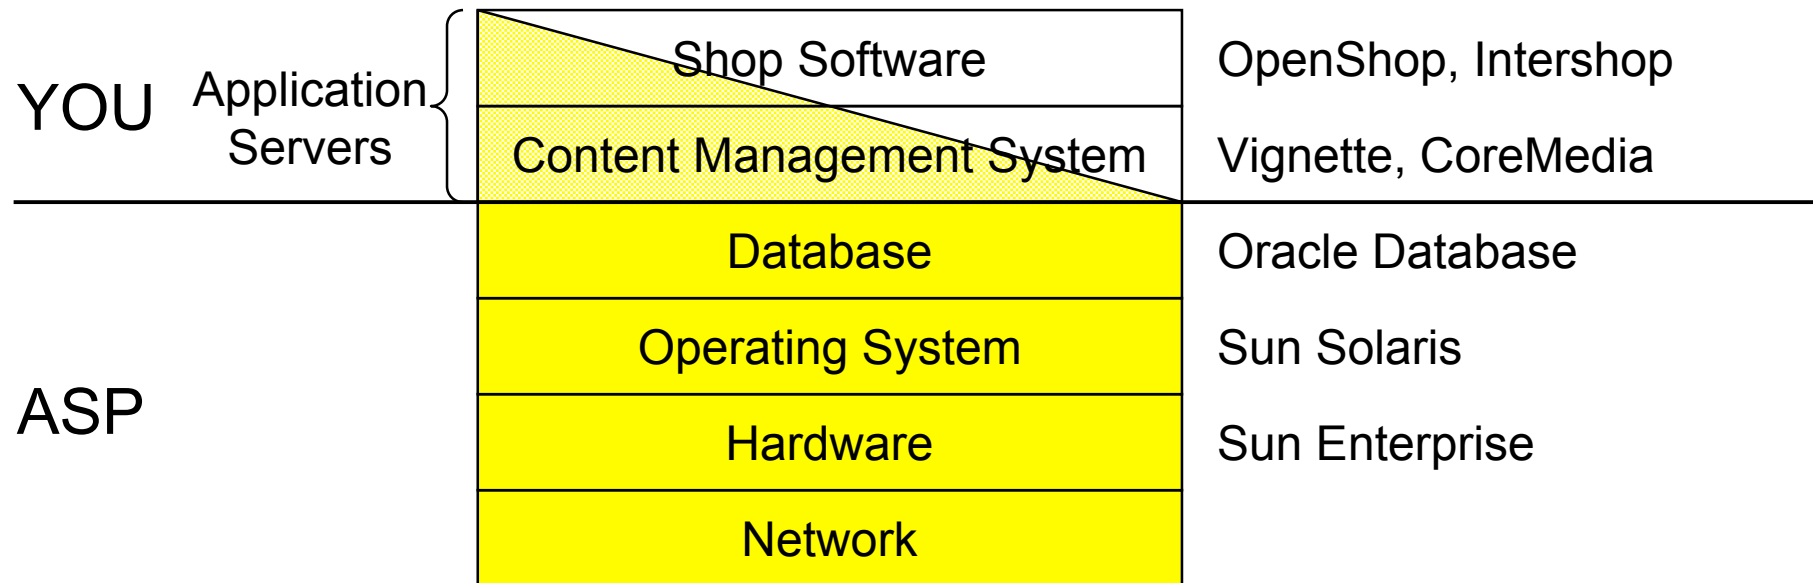 YOU
Application
Servers
Shop Software
OpenShop, Intershop
Content Management System
Vignette, CoreMedia
ASP
Database
Oracle Database
Operating System
Sun Solaris
Hardware
Sun Enterprise
Network